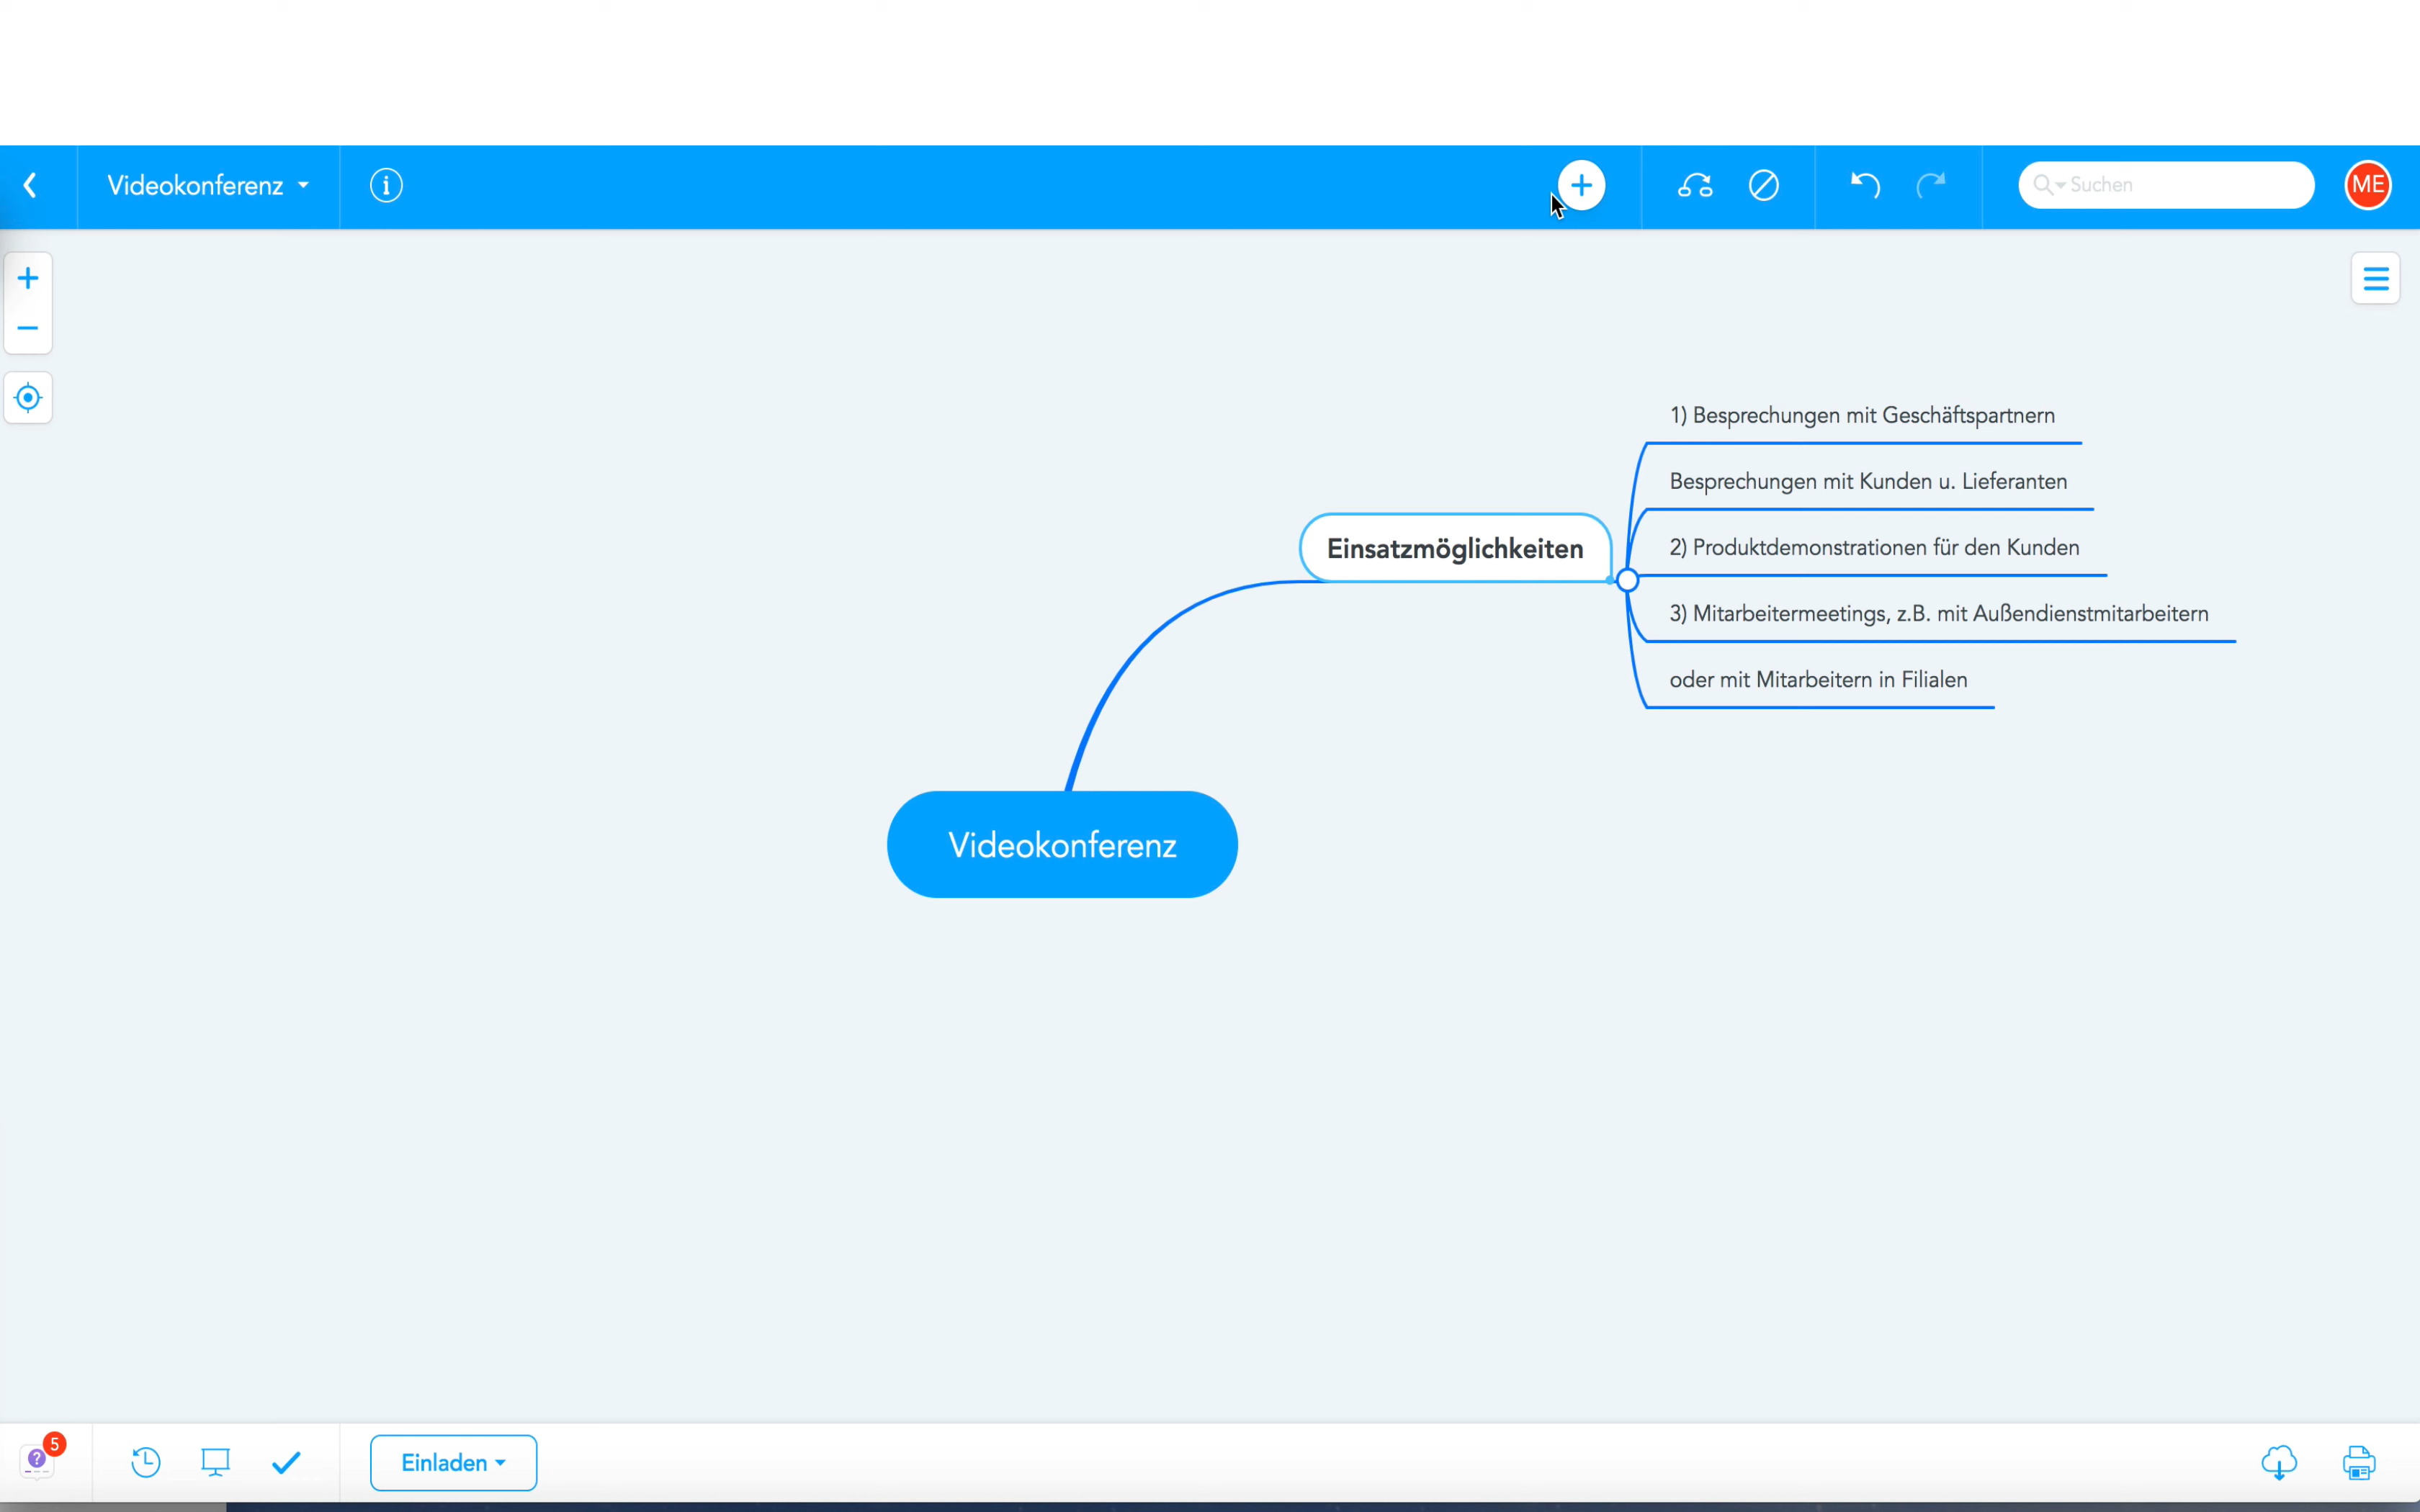 Videokonferenz
i
Suchen
ME
1) Besprechungen mit Geschäftspartnern
Besprechungen mit Kunden u. Lieferanten
Einsatzmöglichkeiten
2) Produktdemonstrationen für den Kunden
3) Mitarbeitermeetings, z.B. mit Außendienstmitarbeitern
oder mit Mitarbeitern in Filialen
Videokonferenz
5
?
Einladen